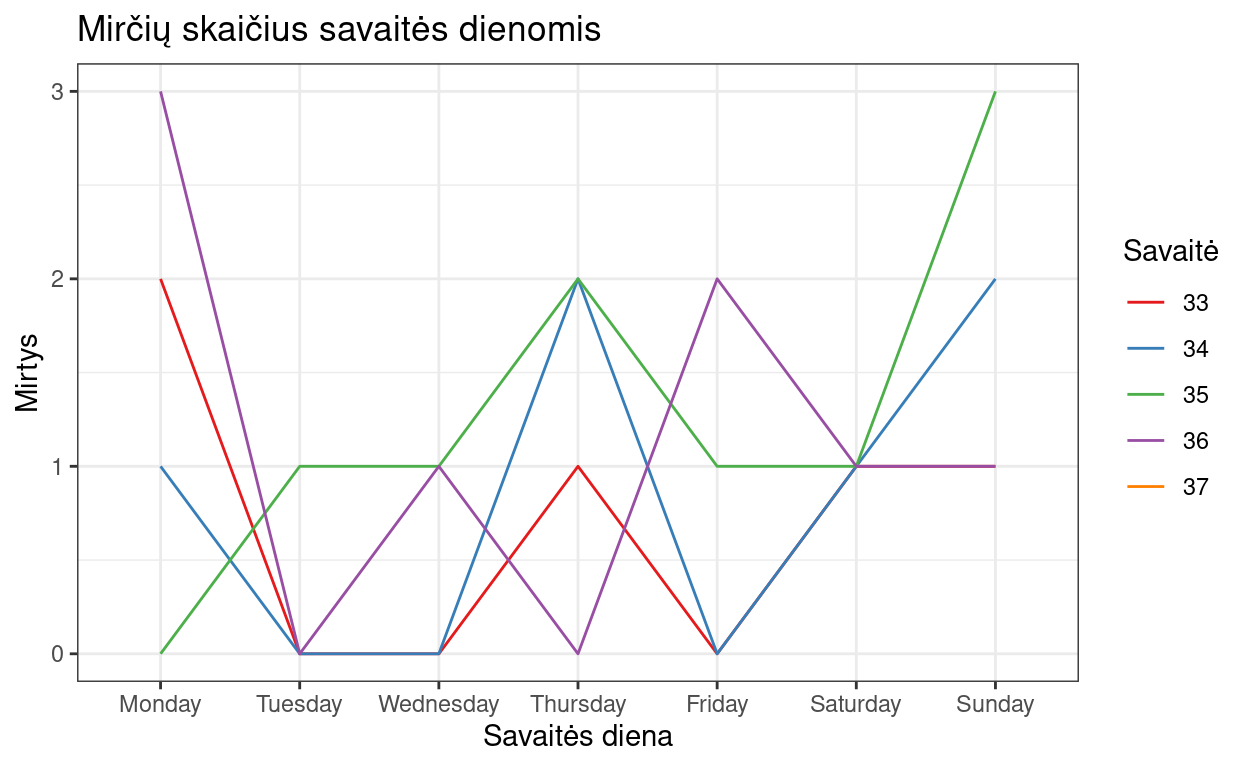 Mirčių skaičius savaitės dienomis
3
2
1
0
Mirtys
Monday Tuesday Wednesday Thursday Friday Saturday Sunday
Savaitės diena
Savaitė
33
34
35
36
37